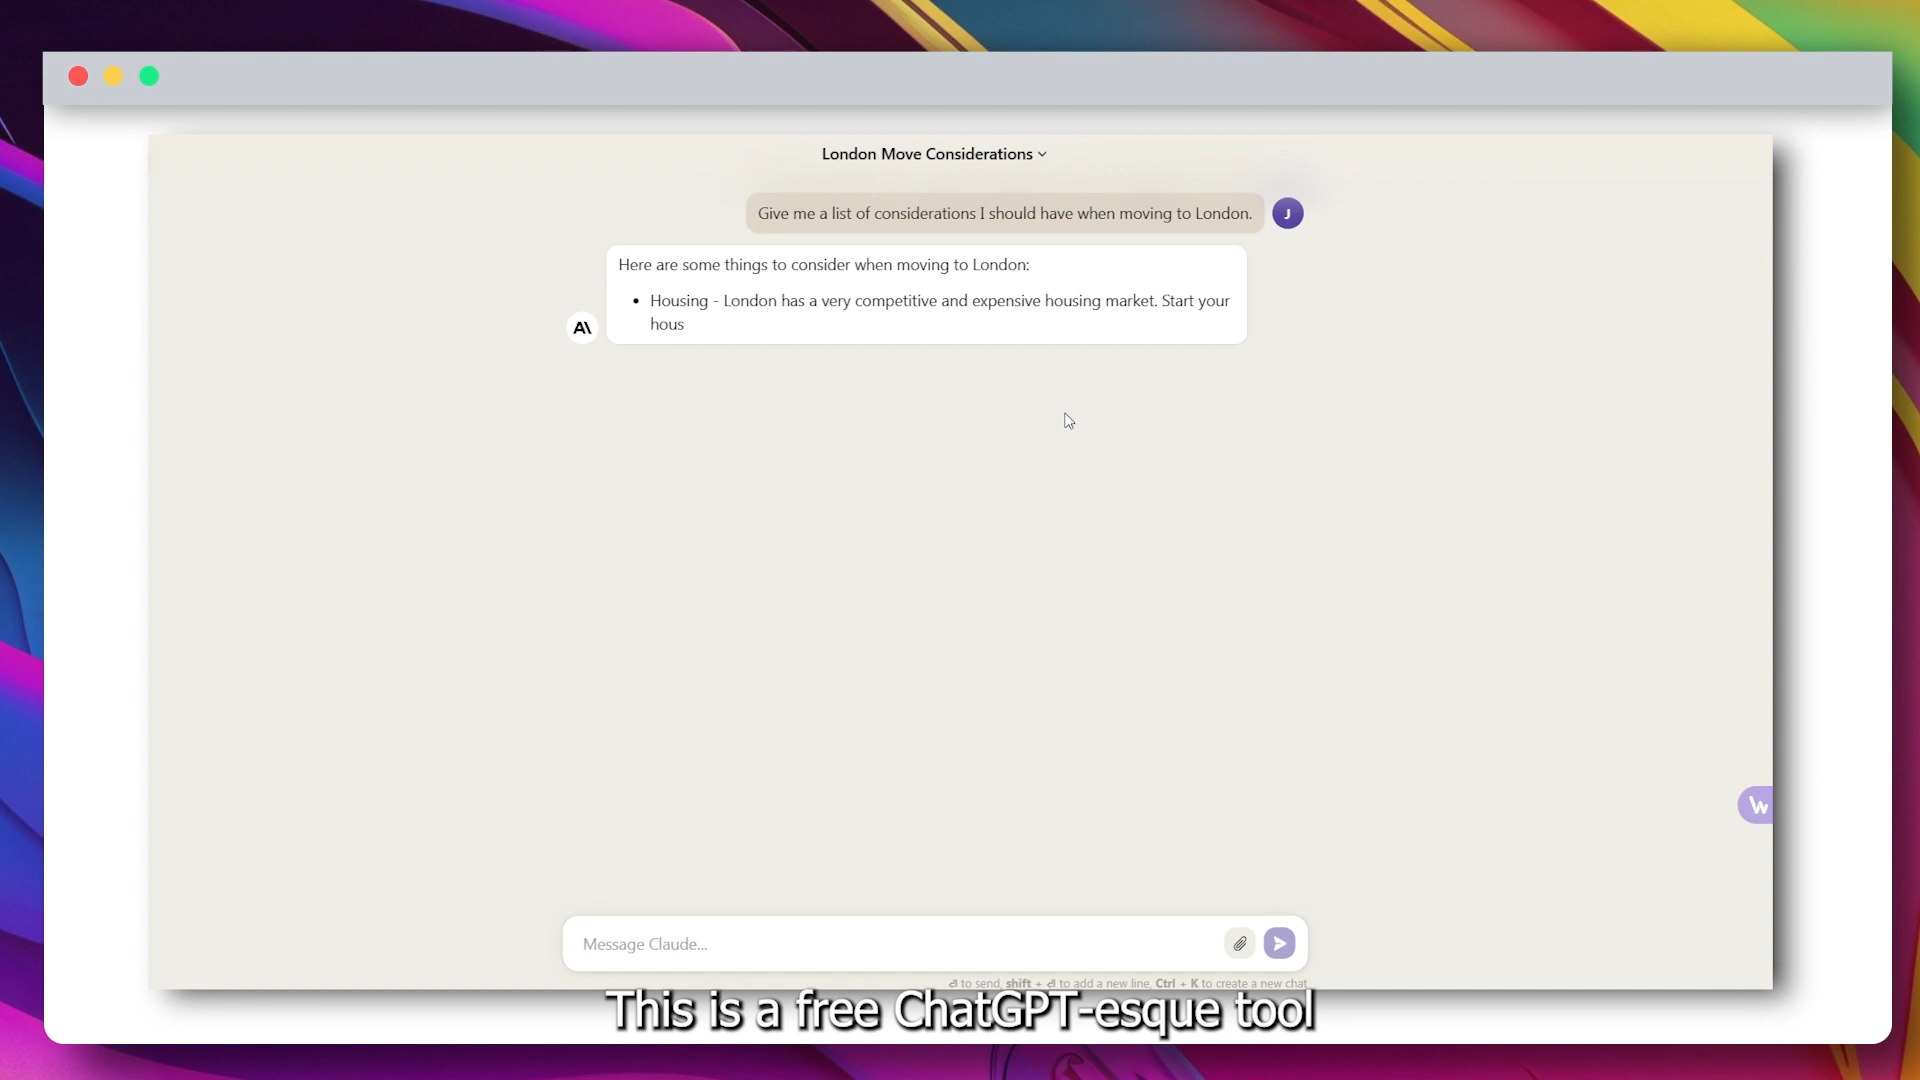 London Move Considerations
Give me a list of considerations I should have when moving to London.
J
Here are some things to consider when moving to London:
• Housing - London has a very competitive and expensive housing market. Start your
hous
A\
W
Message Claude...
⏎ to send, shift + ⏎ to add a new line, Ctrl + K to create a new chat
This is a free ChatGPT-esque tool